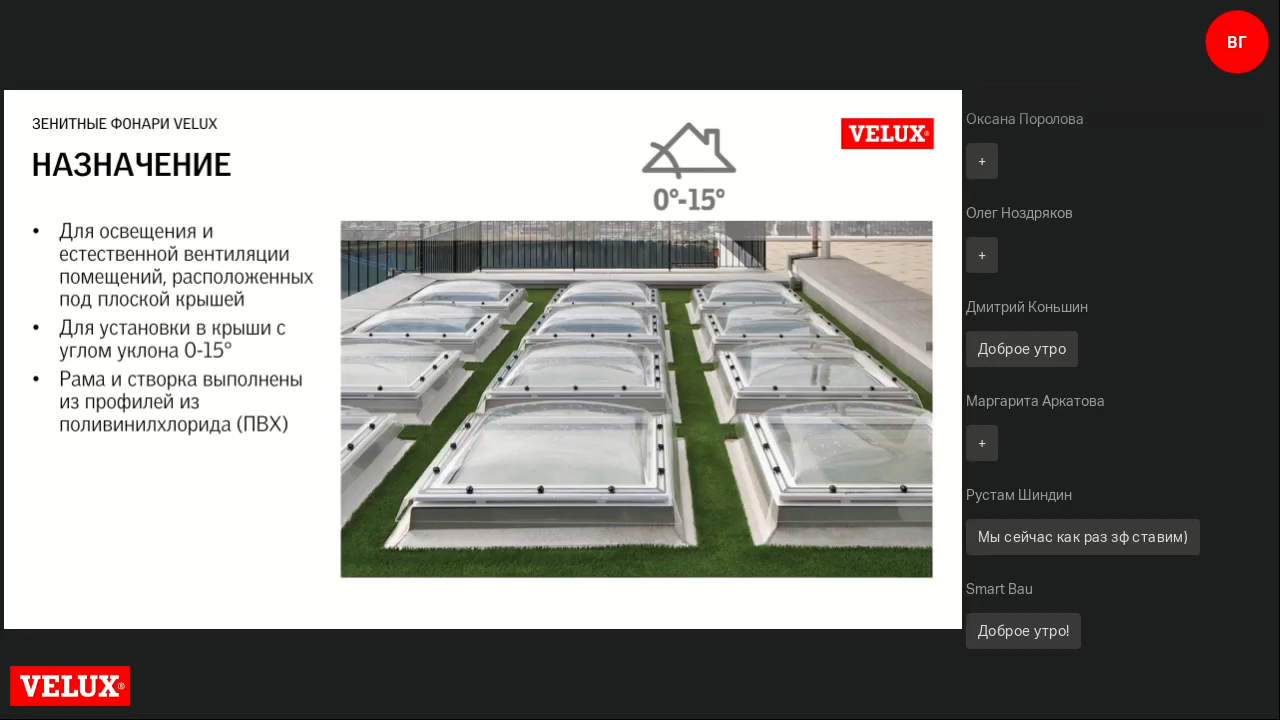 ВГ
ЗЕНИТНЫЕ ФОНАРИ VELUX
НАЗНАЧЕНИЕ
VELUX®
0°-15°
• Для освещения и
естественной вентиляции
помещений, расположенных
под плоской крышей
• Для установки в крыши с
углом уклона 0-15°
• Рама и створка выполнены
из профилей из
поливинилхлорида (ПВХ)
Оксана Поролова
+
Олег Ноздряков
+
Дмитрий Коньшин
Доброе утро
Маргарита Аркатова
+
Рустам Шиндин
Мы сейчас как раз зф ставим)
Smart Bau
Доброе утро!
VELUX®